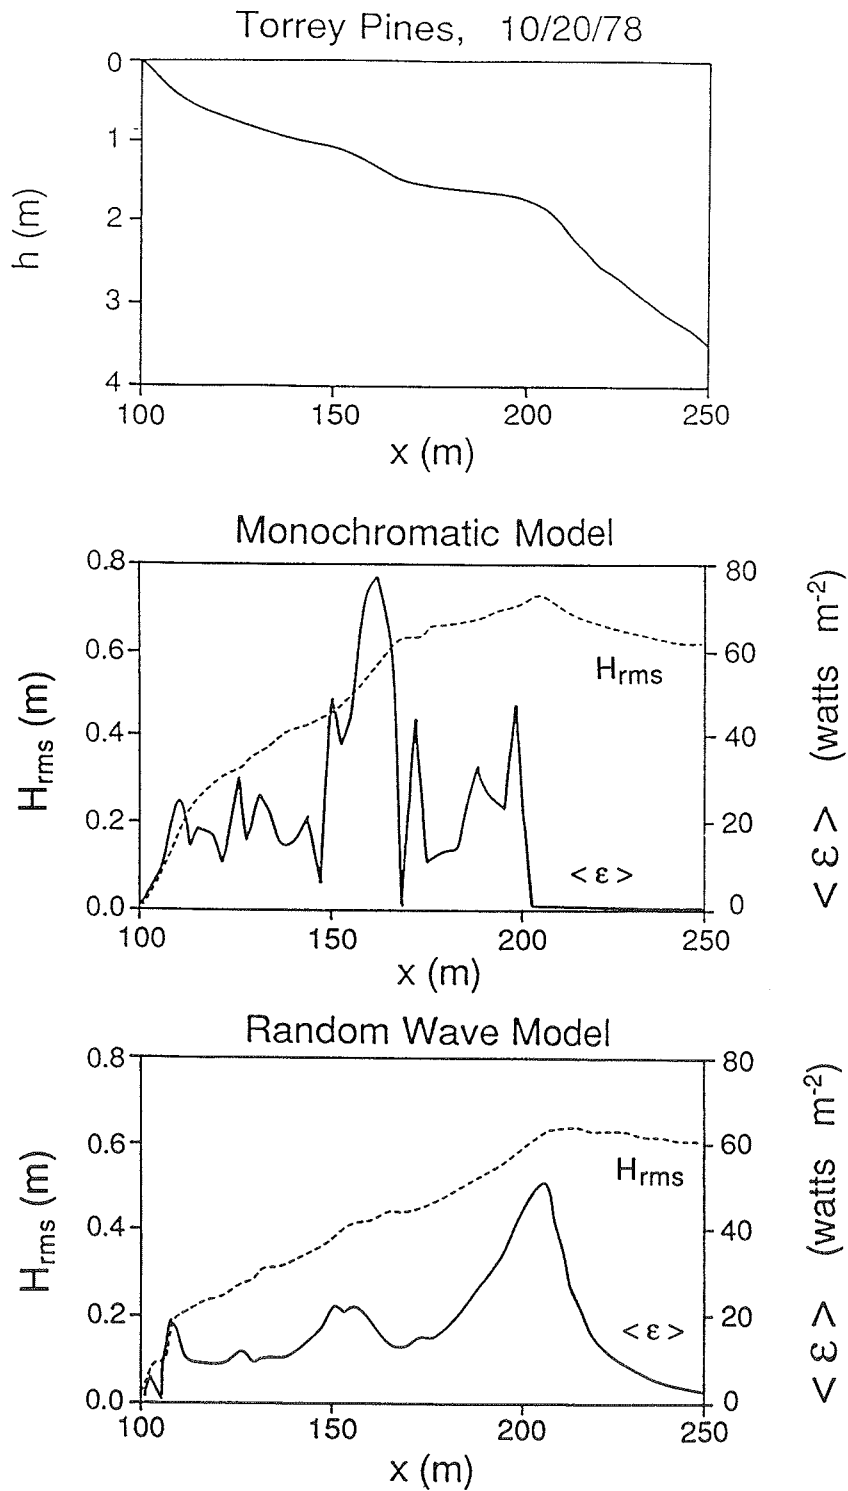 Torrey Pines, 10/20/78
0
1
2
3
4
h (m)
100 150 200 250
x (m)
Monochromatic Model
0.8
0.6
0.4
0.2
0.0
Hrms (m)
80
60
40
20
0
< ε > (watts m-2)
Hrms
< ε >
100 150 200 250
x (m)
Random Wave Model
0.8
0.6
0.4
0.2
0.0
Hrms (m)
80
60
40
20
0
< ε > (watts m-2)
Hrms
< ε >
100 150 200 250
x (m)